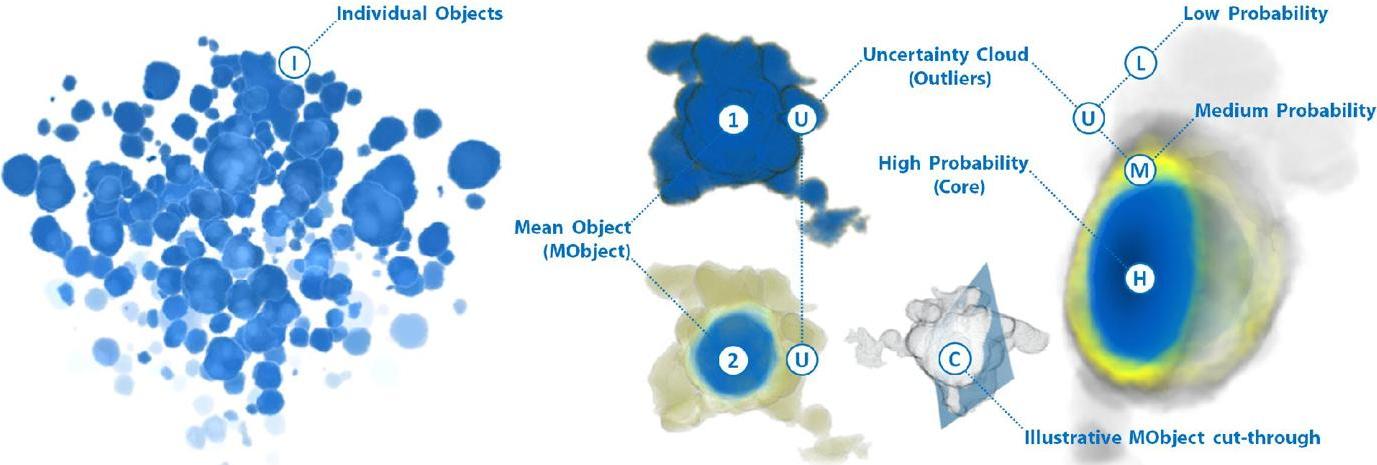 Individual Objects
I
Mean Object
(MObject)
1
U
2
U
Uncertainty Cloud
(Outliers)
High Probability
(Core)
C
Illustrative MObject cut-through
Low Probability
L
U
Medium Probability
M
H